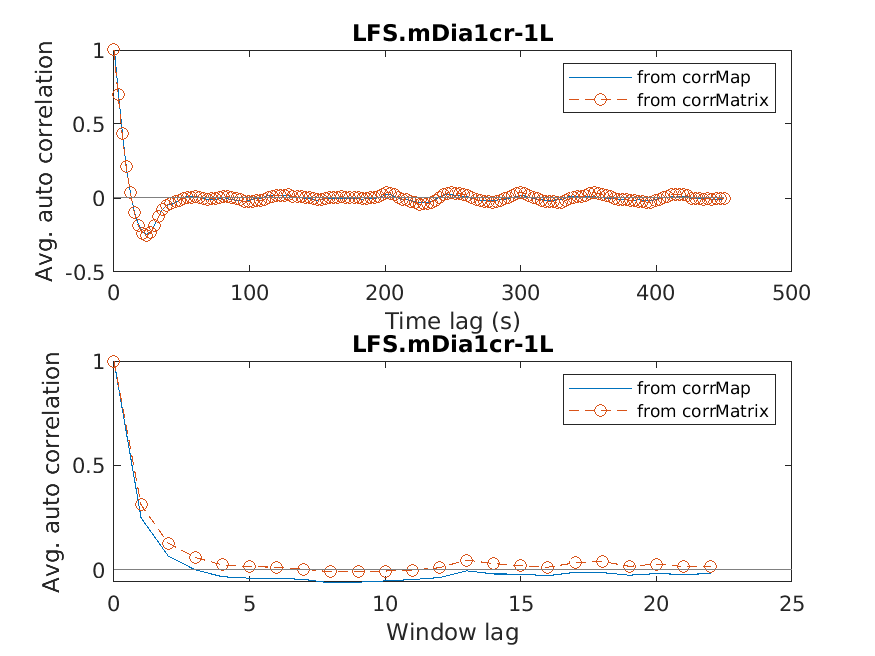 LFS.mDia1cr-1L
1
0.5
0
-0.5
Avg. auto correlation
from corrMap
from corrMatrix
0 100 200 300 400 500
Time lag (s)
LFS.mDia1cr-1L
1
0.5
0
Avg. auto correlation
from corrMap
from corrMatrix
0 5 10 15 20 25
Window lag